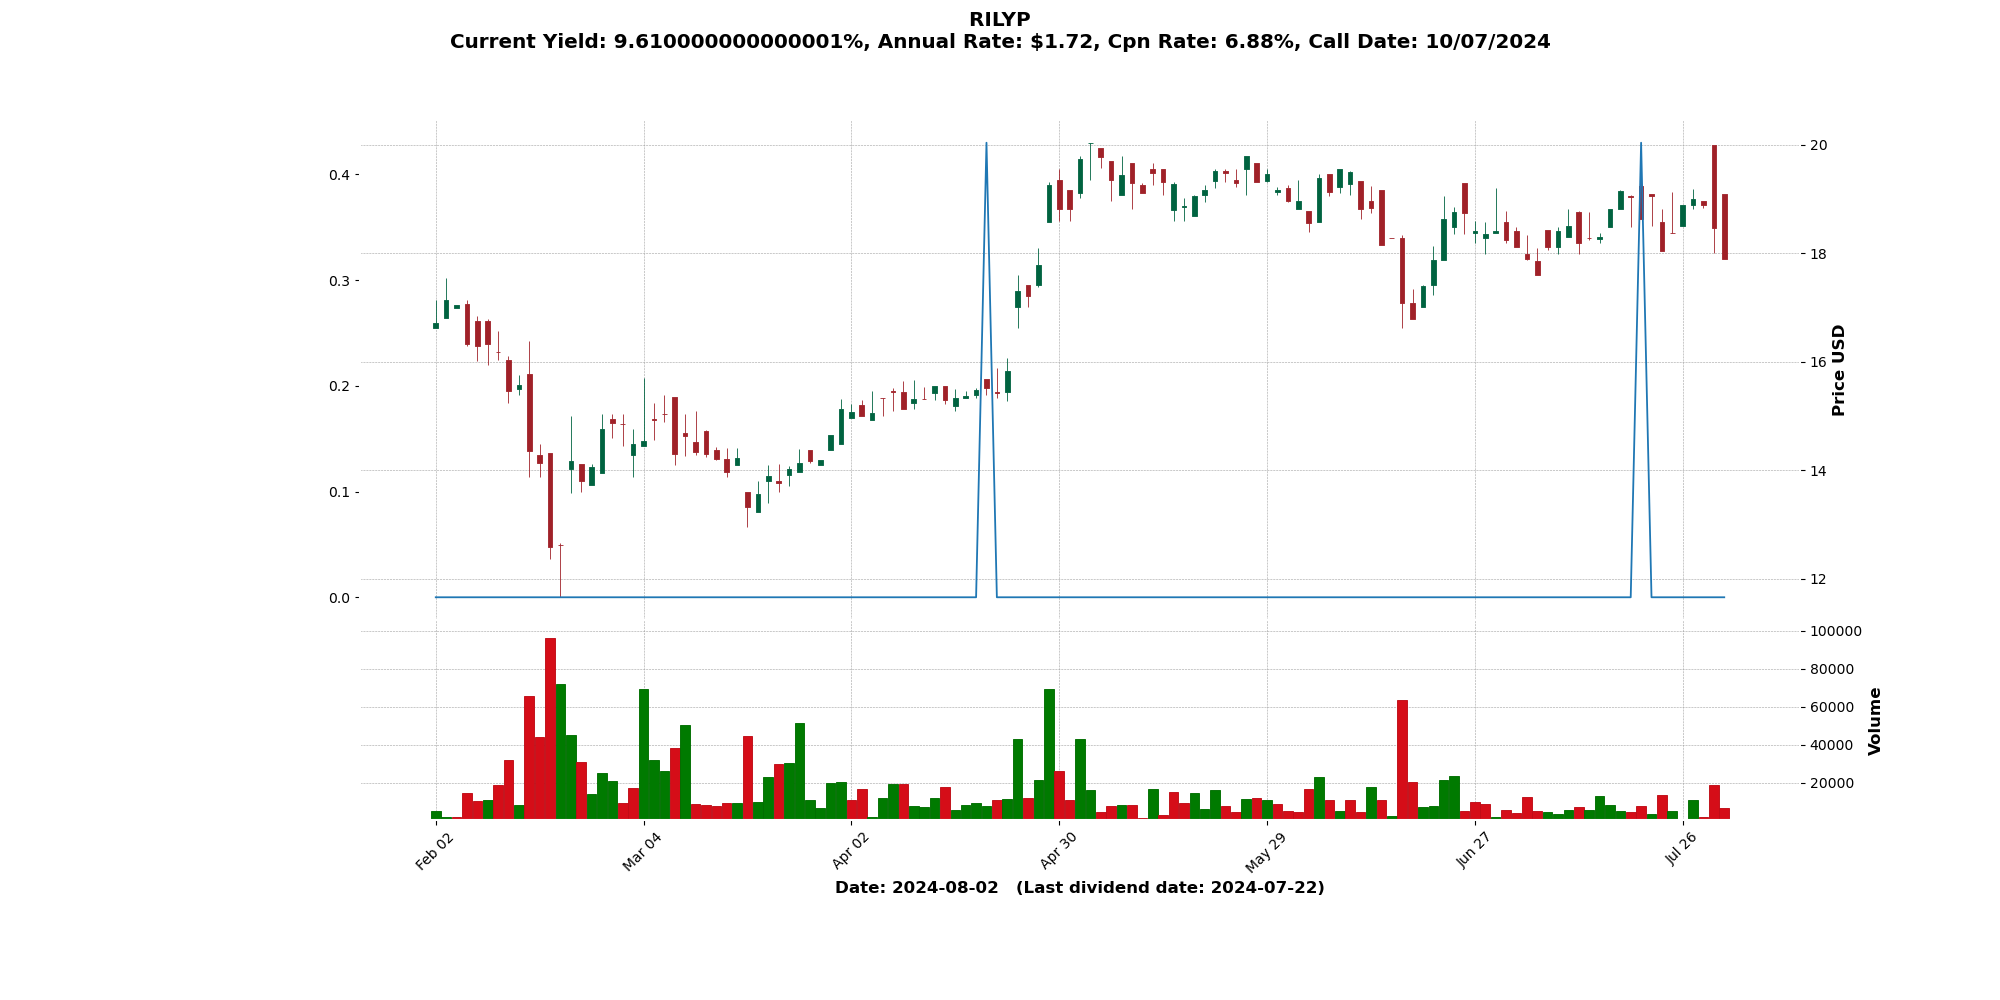 RILYP
Current Yield: 9.610000000000001%, Annual Rate: $1.72, Cpn Rate: 6.88%, Call Date: 10/07/2024
0.4
0.3
0.2
0.1
0.0
20
18
16
14
12
Price USD
100000
80000
60000
40000
20000
Volume
Feb 02
Mar 04
Apr 02
Apr 30
May 29
Jun 27
Jul 26
Date: 2024-08-02   (Last dividend date: 2024-07-22)